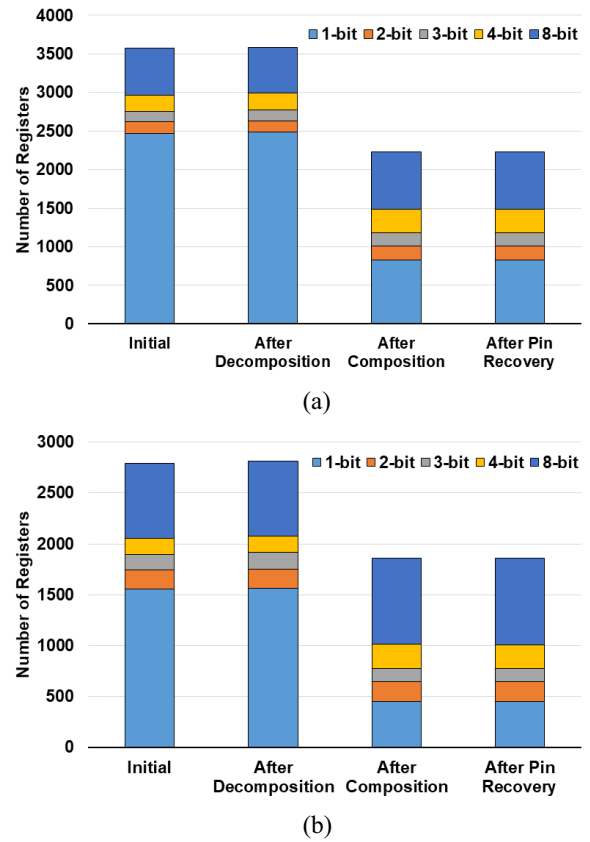 4000
1-bit 2-bit 3-bit 4-bit 8-bit
3500
3000
2500
2000
1500
1000
500
0
Number of Registers
Initial After Decomposition After Composition After Pin Recovery
(a)
3000
1-bit 2-bit 3-bit 4-bit 8-bit
2500
2000
1500
1000
500
0
Number of Registers
Initial After Decomposition After Composition After Pin Recovery
(b)